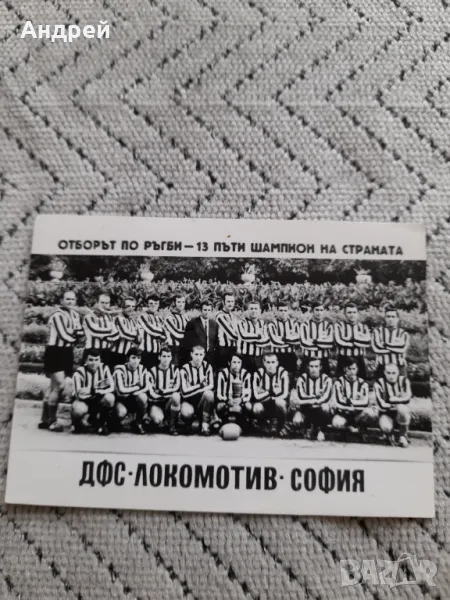 Андрей
ОТБОРЪТ ПО РЪГБИ — 13 ПЪТИ ШАМПИОН НА СТРАНАТА
ДФС · ЛОКОМОТИВ · СОФИЯ
BAZAR